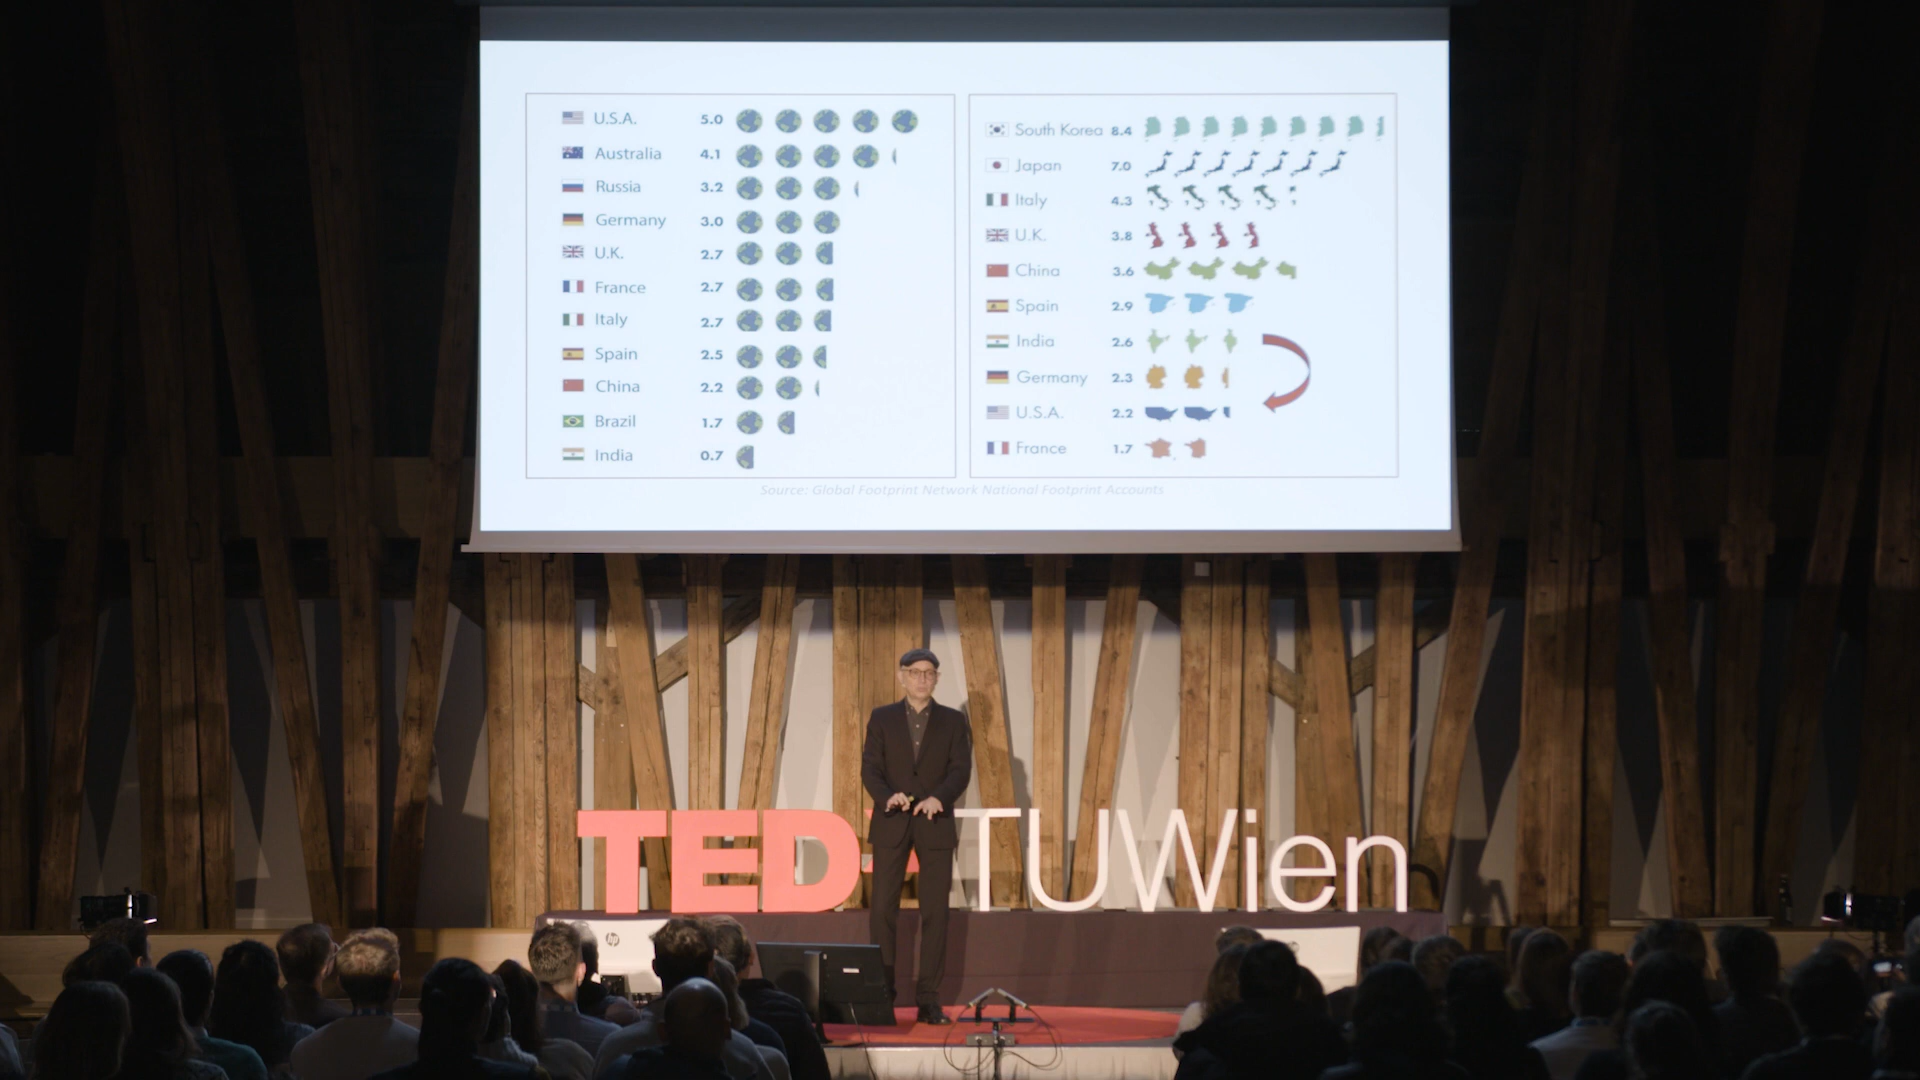 U.S.A. 5.0
Australia 4.1
Russia 3.2
Germany 3.0
U.K. 2.7
France 2.7
Italy 2.7
Spain 2.5
China 2.2
Brazil 1.7
India 0.7
South Korea 8.4
Japan 7.0
Italy 4.3
U.K. 3.8
China 3.6
Spain 2.9
India 2.6
Germany 2.3
U.S.A. 2.2
France 1.7
Source: Global Footprint Network National Footprint Accounts
TEDx TUWien
hp